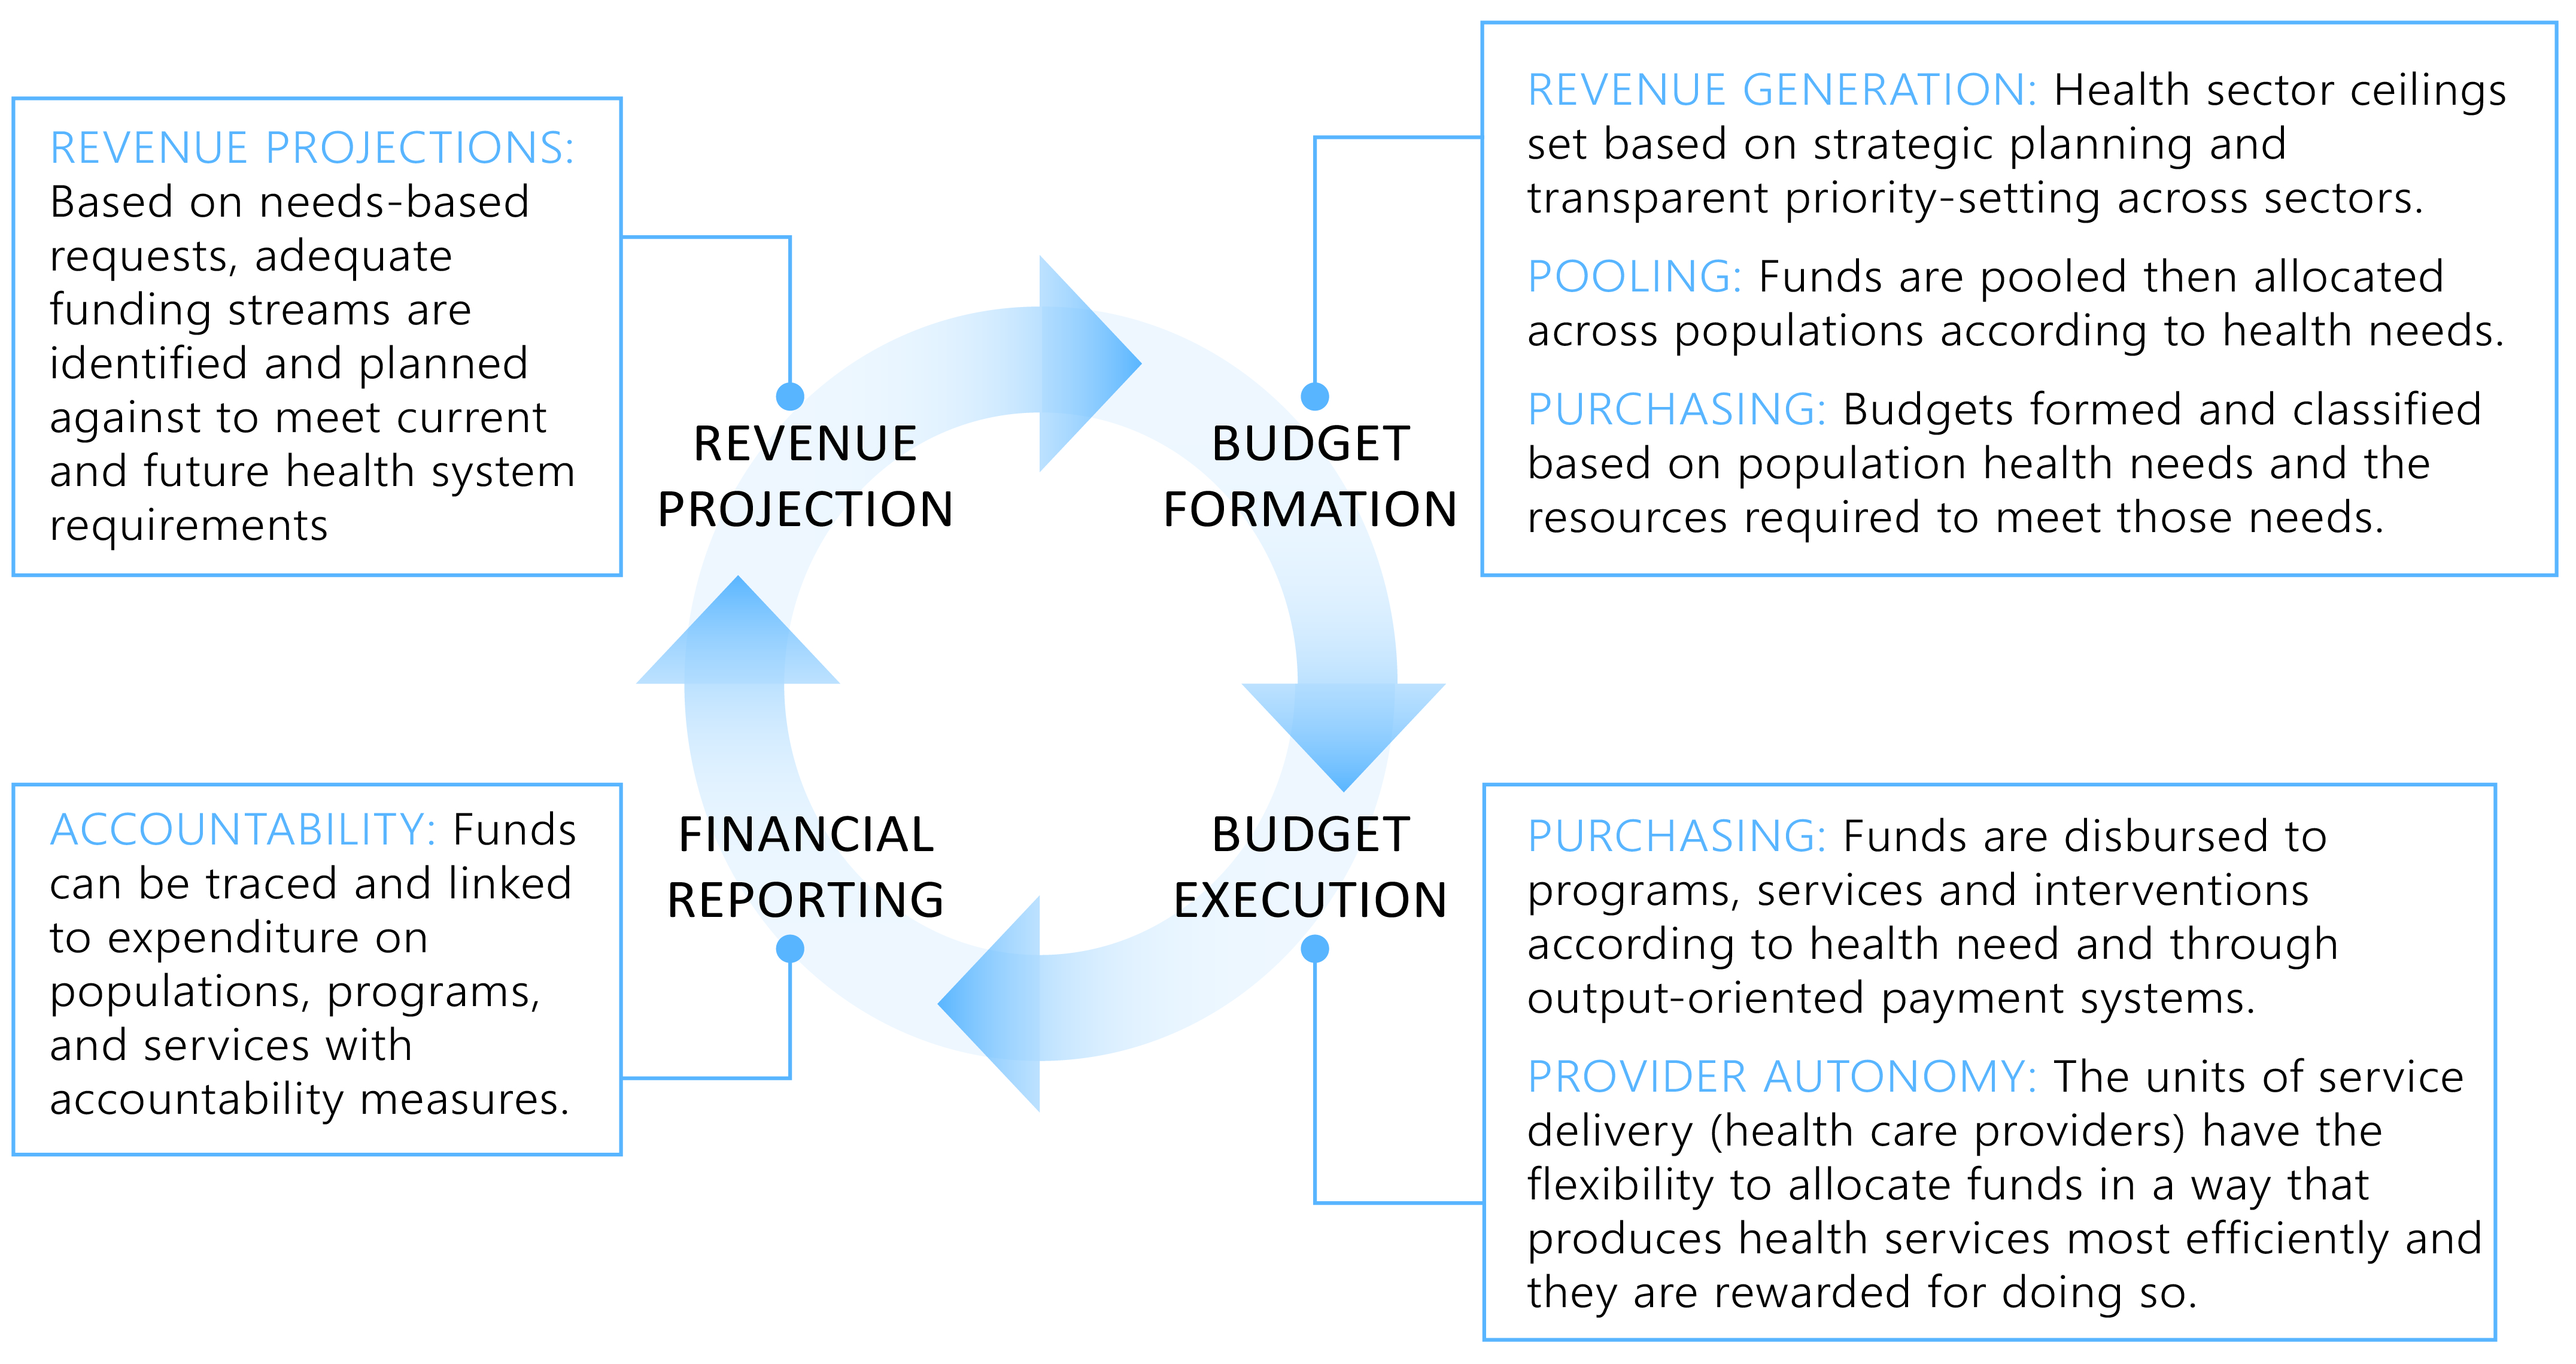 REVENUE PROJECTIONS:
Based on needs-based
requests, adequate
funding streams are
identified and planned
against to meet current
and future health system
requirements
REVENUE
PROJECTION
BUDGET
FORMATION
REVENUE GENERATION: Health sector ceilings
set based on strategic planning and
transparent priority-setting across sectors.
POOLING: Funds are pooled then allocated
across populations according to health needs.
PURCHASING: Budgets formed and classified
based on population health needs and the
resources required to meet those needs.
ACCOUNTABILITY: Funds
can be traced and linked
to expenditure on
populations, programs,
and services with
accountability measures.
FINANCIAL
REPORTING
BUDGET
EXECUTION
PURCHASING: Funds are disbursed to
programs, services and interventions
according to health need and through
output-oriented payment systems.
PROVIDER AUTONOMY: The units of service
delivery (health care providers) have the
flexibility to allocate funds in a way that
produces health services most efficiently and
they are rewarded for doing so.